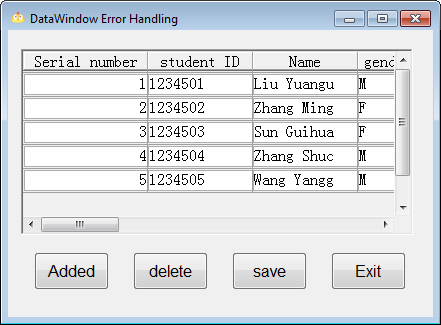 DataWindow Error Handling
Serial number student ID Name gend
1 1234501 Liu Yuangu M
2 1234502 Zhang Ming F
3 1234503 Sun Guihua F
4 1234504 Zhang Shuc M
5 1234505 Wang Yangg M
Added delete save Exit